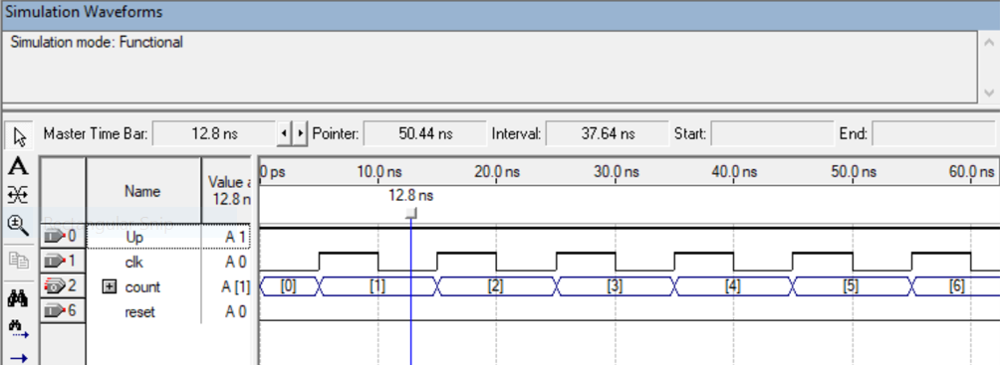 Simulation Waveforms
Simulation mode: Functional
A Master Time Bar: 12.8 ns Pointer: 50.44 ns Interval: 37.64 ns Start: End:
Name Value a 12.8 n
0 ps 10.0 ns 20.0 ns 30.0 ns 40.0 ns 50.0 ns 60.0 ns
12.8 ns
0 Up A 1
1 clk A 0
2 count A [1] [0] [1] [2] [3] [4] [5] [6]
6 reset A 0